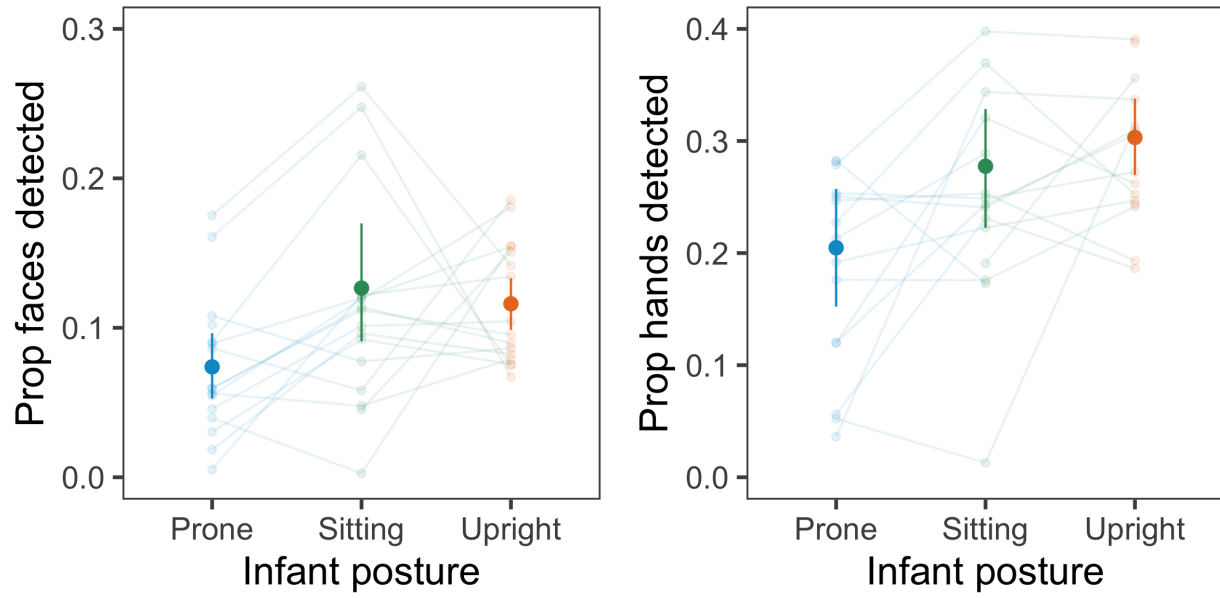 Prop faces detected
0.3
0.2
0.1
0.0
Prone Sitting Upright
Infant posture
Prop hands detected
0.4
0.3
0.2
0.1
0.0
Prone Sitting Upright
Infant posture